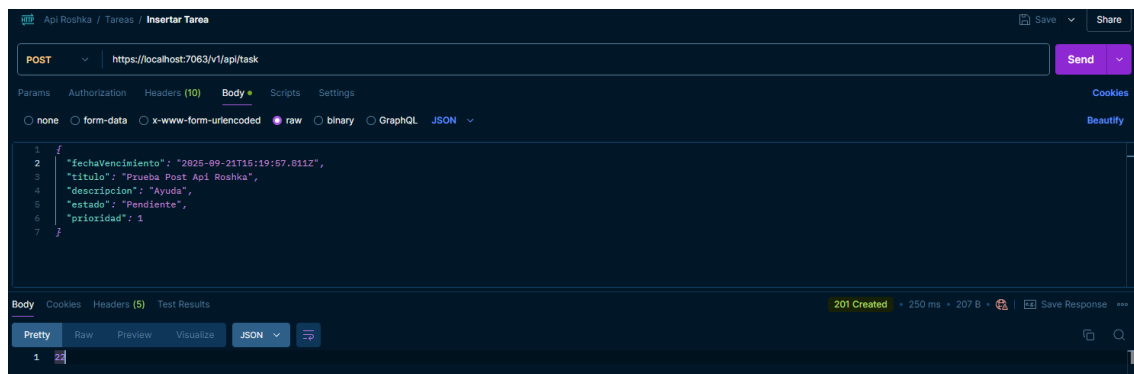 HTTP Api Roshka / Tareas / Insertar Tarea Save Share
POST https://localhost:7063/v1/api/task Send
Params Authorization Headers (10) Body Scripts Settings Cookies
none form-data x-www-form-urlencoded raw binary GraphQL JSON Beautify
1 {
2 "fechaVencimiento": "2025-09-21T15:19:57.811Z",
3 "titulo": "Prueba Post Api Roshka",
4 "descripcion": "Ayuda",
5 "estado": "Pendiente",
6 "prioridad": 1
7 }
Body Cookies Headers (5) Test Results 201 Created • 250 ms • 207 B • e.g. Save Response
Pretty Raw Preview Visualize JSON
1 22